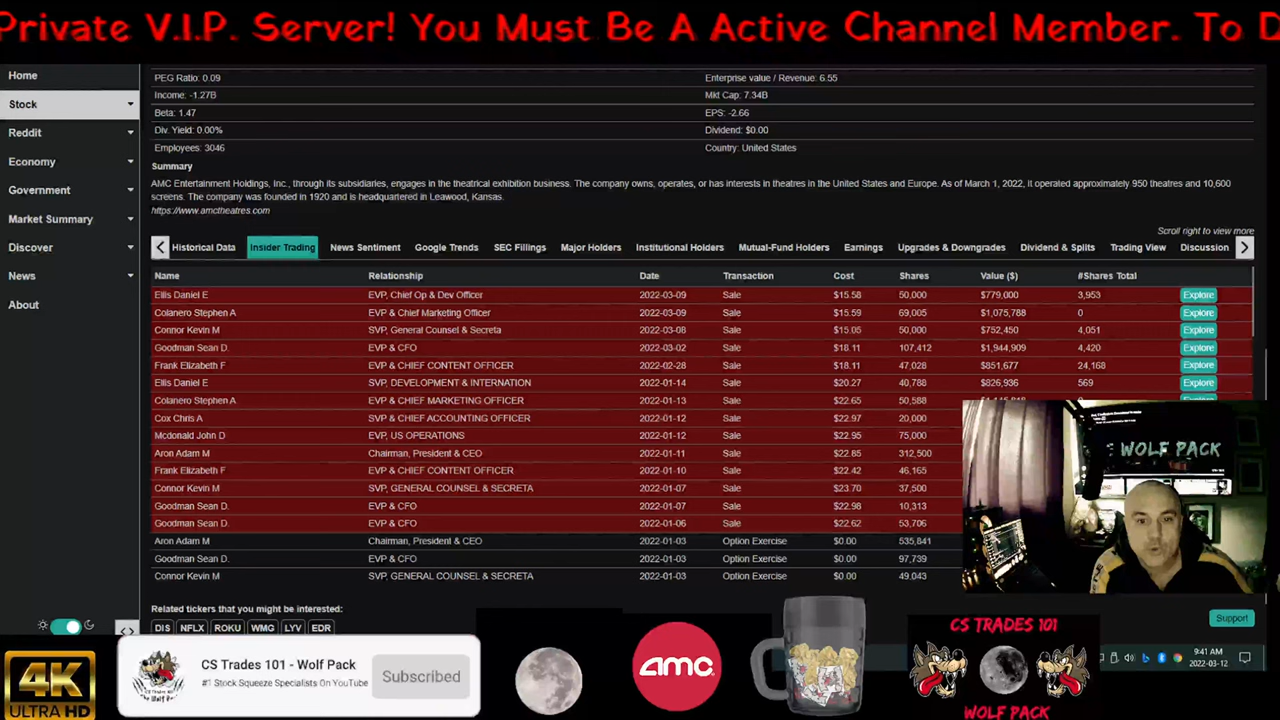 Private V.I.P. Server! You Must Be A Active Channel Member. To D
Home
Stock
Reddit
Economy
Government
Market Summary
Discover
News
About
PEG Ratio: 0.09 Enterprise value / Revenue: 6.55
Income: -1.27B Mkt Cap: 7.34B
Beta: 1.47 EPS: -2.66
Div. Yield: 0.00% Dividend: $0.00
Employees: 3046 Country: United States
Summary
AMC Entertainment Holdings, Inc., through its subsidiaries, engages in the theatrical exhibition business. The company owns, operates, or has interests in theatres in the United States and Europe. As of March 1, 2022, it operated approximately 950 theatres and 10,600
screens. The company was founded in 1920 and is headquartered in Leawood, Kansas.
https://www.amctheatres.com
Scroll right to view more
Historical Data Insider Trading News Sentiment Google Trends SEC Fillings Major Holders Institutional Holders Mutual-Fund Holders Earnings Upgrades & Downgrades Dividend & Splits Trading View Discussion
Name Relationship Date Transaction Cost Shares Value ($) #Shares Total
Ellis Daniel E EVP, Chief Op & Dev Officer 2022-03-09 Sale $15.58 50,000 $779,000 3,953 Explore
Colanero Stephen A EVP & Chief Marketing Officer 2022-03-09 Sale $15.59 69,005 $1,075,788 0 Explore
Connor Kevin M SVP, General Counsel & Secreta 2022-03-08 Sale $15.05 50,000 $752,450 4,051 Explore
Goodman Sean D. EVP & CFO 2022-03-02 Sale $18.11 107,412 $1,944,909 4,420 Explore
Frank Elizabeth F EVP & CHIEF CONTENT OFFICER 2022-02-28 Sale $18.11 47,028 $851,677 24,168 Explore
Ellis Daniel E SVP, DEVELOPMENT & INTERNATION 2022-01-14 Sale $20.27 40,788 $826,936 569 Explore
Colanero Stephen A EVP & CHIEF MARKETING OFFICER 2022-01-13 Sale $22.65 50,588
Cox Chris A SVP & CHIEF ACCOUNTING OFFICER 2022-01-12 Sale $22.97 20,000
Mcdonald John D EVP, US OPERATIONS 2022-01-12 Sale $22.95 75,000
Aron Adam M Chairman, President & CEO 2022-01-11 Sale $22.85 312,500
Frank Elizabeth F EVP & CHIEF CONTENT OFFICER 2022-01-10 Sale $22.42 46,165
Connor Kevin M SVP, GENERAL COUNSEL & SECRETA 2022-01-07 Sale $23.70 37,500
Goodman Sean D. EVP & CFO 2022-01-07 Sale $22.98 10,313
Goodman Sean D. EVP & CFO 2022-01-06 Sale $22.62 53,706
Aron Adam M Chairman, President & CEO 2022-01-03 Option Exercise $0.00 535,841
Goodman Sean D. EVP & CFO 2022-01-03 Option Exercise $0.00 97,739
Connor Kevin M SVP, GENERAL COUNSEL & SECRETA 2022-01-03 Option Exercise $0.00 49,043
WOLF PACK
Related tickers that you might be interested:
DIS NFLX ROKU WMG LYV EDR
Support
4K
ULTRA HD
CS Trades 101 - Wolf Pack
#1 Stock Squeeze Specialists On YouTube
Subscribed
amc
CS TRADES 101
WOLF PACK
9:41 AM
2022-03-12